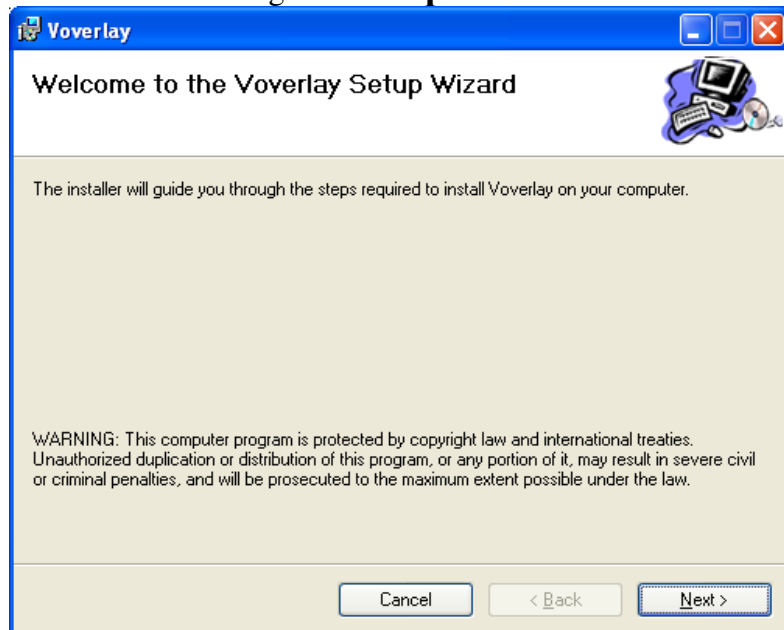 Voverlay
Welcome to the Voverlay Setup Wizard
The installer will guide you through the steps required to install Voverlay on your computer.
WARNING: This computer program is protected by copyright law and international treaties.
Unauthorized duplication or distribution of this program, or any portion of it, may result in severe civil
or criminal penalties, and will be prosecuted to the maximum extent possible under the law.
Cancel
< Back
Next >